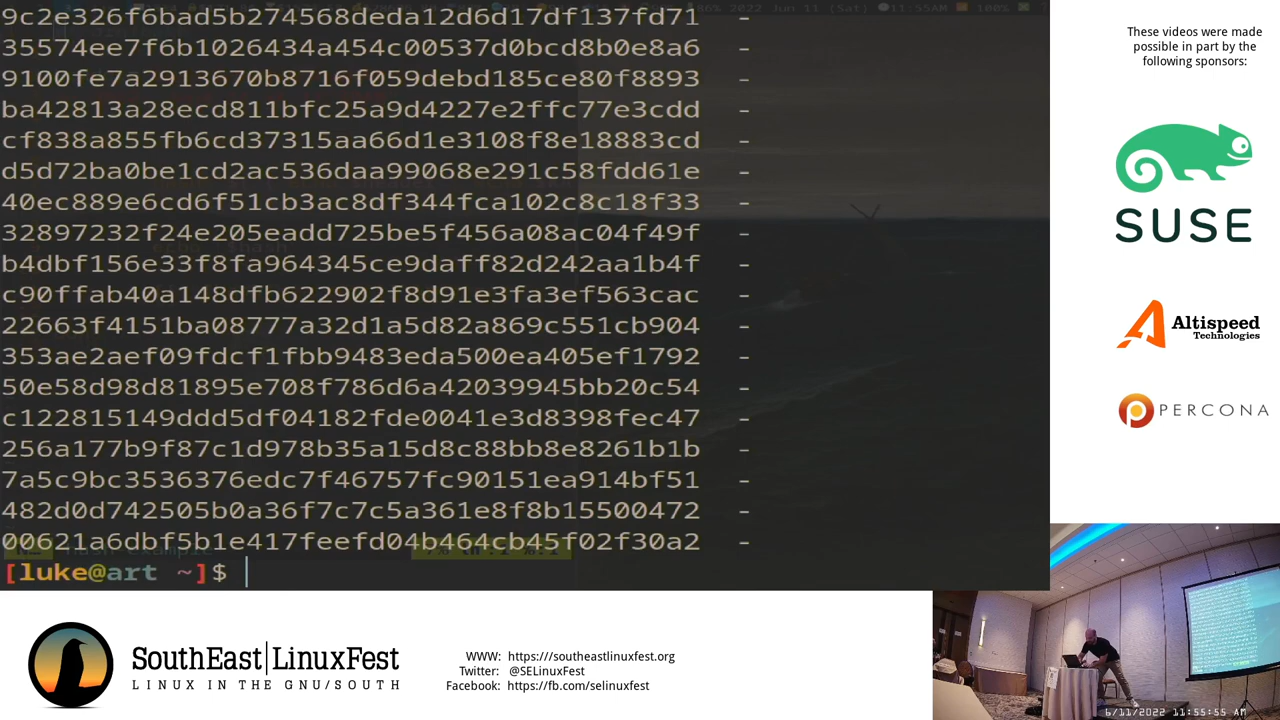 9c2e326f6bad5b274568deda12d6d17df137fd71 -
35574ee7f6b1026434a454c00537d0bcd8b0e8a6 -
9100fe7a2913670b8716f059debd185ce80f8893 -
ba42813a28ecd811bfc25a9d4227e2ffc77e3cdd -
cf838a855fb6cd37315aa66d1e3108f8e18883cd -
d5d72ba0be1cd2ac536daa99068e291c58fdd61e -
40ec889e6cd6f51cb3ac8df344fca102c8c18f33 -
32897232f24e205eadd725be5f456a08ac04f49f -
b4dbf156e33f8fa964345ce9daff82d242aa1b4f -
c90ffab40a148dfb622902f8d91e3fa3ef563cac -
22663f4151ba08777a32d1a5d82a869c551cb904 -
353ae2aef09fdcf1fbb9483eda500ea405ef1792 -
50e58d98d81895e708f786d6a42039945bb20c54 -
c122815149ddd5df04182fde0041e3d8398fec47 -
256a177b9f87c1d978b35a15d8c88bb8e8261b1b -
7a5c9bc3536376edc7f46757fc90151ea914bf51 -
482d0d742505b0a36f7c7c5a361e8f8b15500472 -
00621a6dbf5b1e417feefd04b464cb45f02f30a2 -
[luke@art ~]$
These videos were made
possible in part by the
following sponsors:
SUSE
Altispeed
Technologies
PERCONA
SouthEast|LinuxFest
LINUX IN THE GNU/SOUTH
WWW: https://southeastlinuxfest.org
Twitter: @SELinuxFest
Facebook: https://fb.com/selinuxfest
6/11/2022 11:55:55 AM